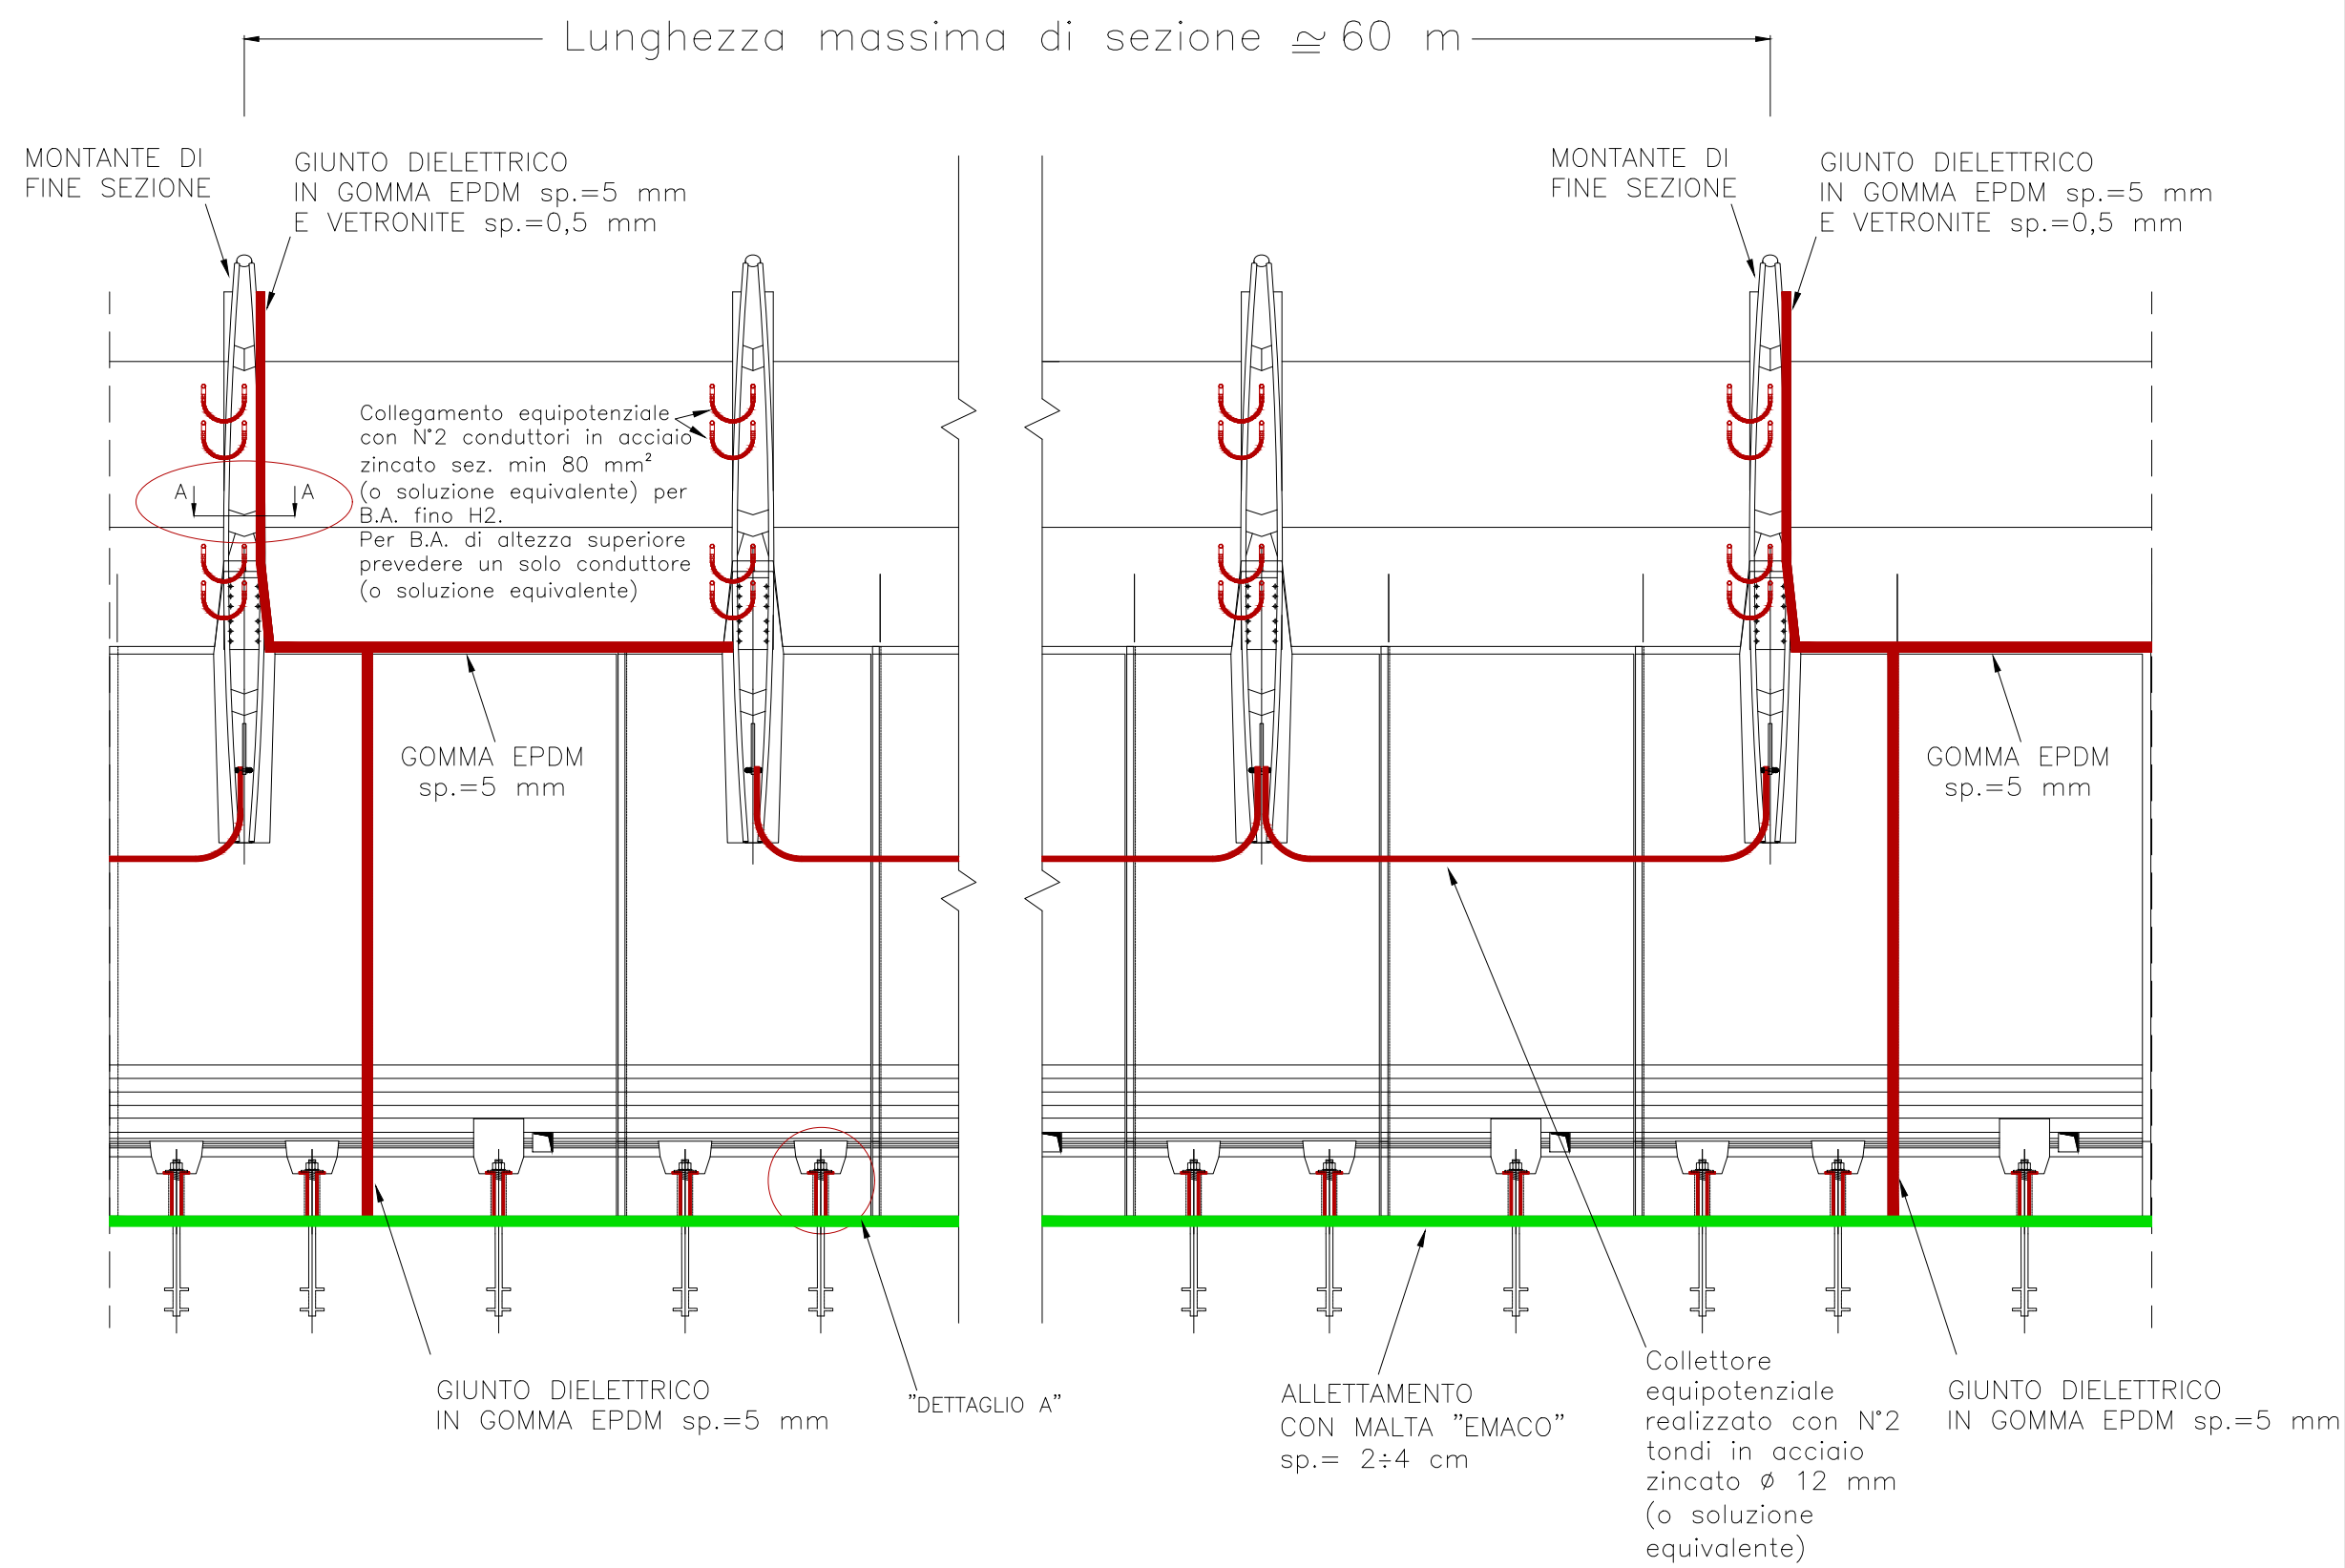 Lunghezza massima di sezione ≃ 60 m
MONTANTE DI
FINE SEZIONE
GIUNTO DIELETTRICO
IN GOMMA EPDM sp.=5 mm
E VETRONITE sp.=0,5 mm
MONTANTE DI
FINE SEZIONE
GIUNTO DIELETTRICO
IN GOMMA EPDM sp.=5 mm
E VETRONITE sp.=0,5 mm
Collegamento equipotenziale
con N°2 conduttori in acciaio
zincato sez. min 80 mm²
(o soluzione equivalente) per
B.A. fino H2.
Per B.A. di altezza superiore
prevedere un solo conduttore
(o soluzione equivalente)
A A
GOMMA EPDM
sp.=5 mm
GOMMA EPDM
sp.=5 mm
GIUNTO DIELETTRICO
IN GOMMA EPDM sp.=5 mm
"DETTAGLIO A"
ALLETTAMENTO
CON MALTA "EMACO"
sp.= 2÷4 cm
Collettore
equipotenziale
realizzato con N°2
tondi in acciaio
zincato ø 12 mm
(o soluzione
equivalente)
GIUNTO DIELETTRICO
IN GOMMA EPDM sp.=5 mm